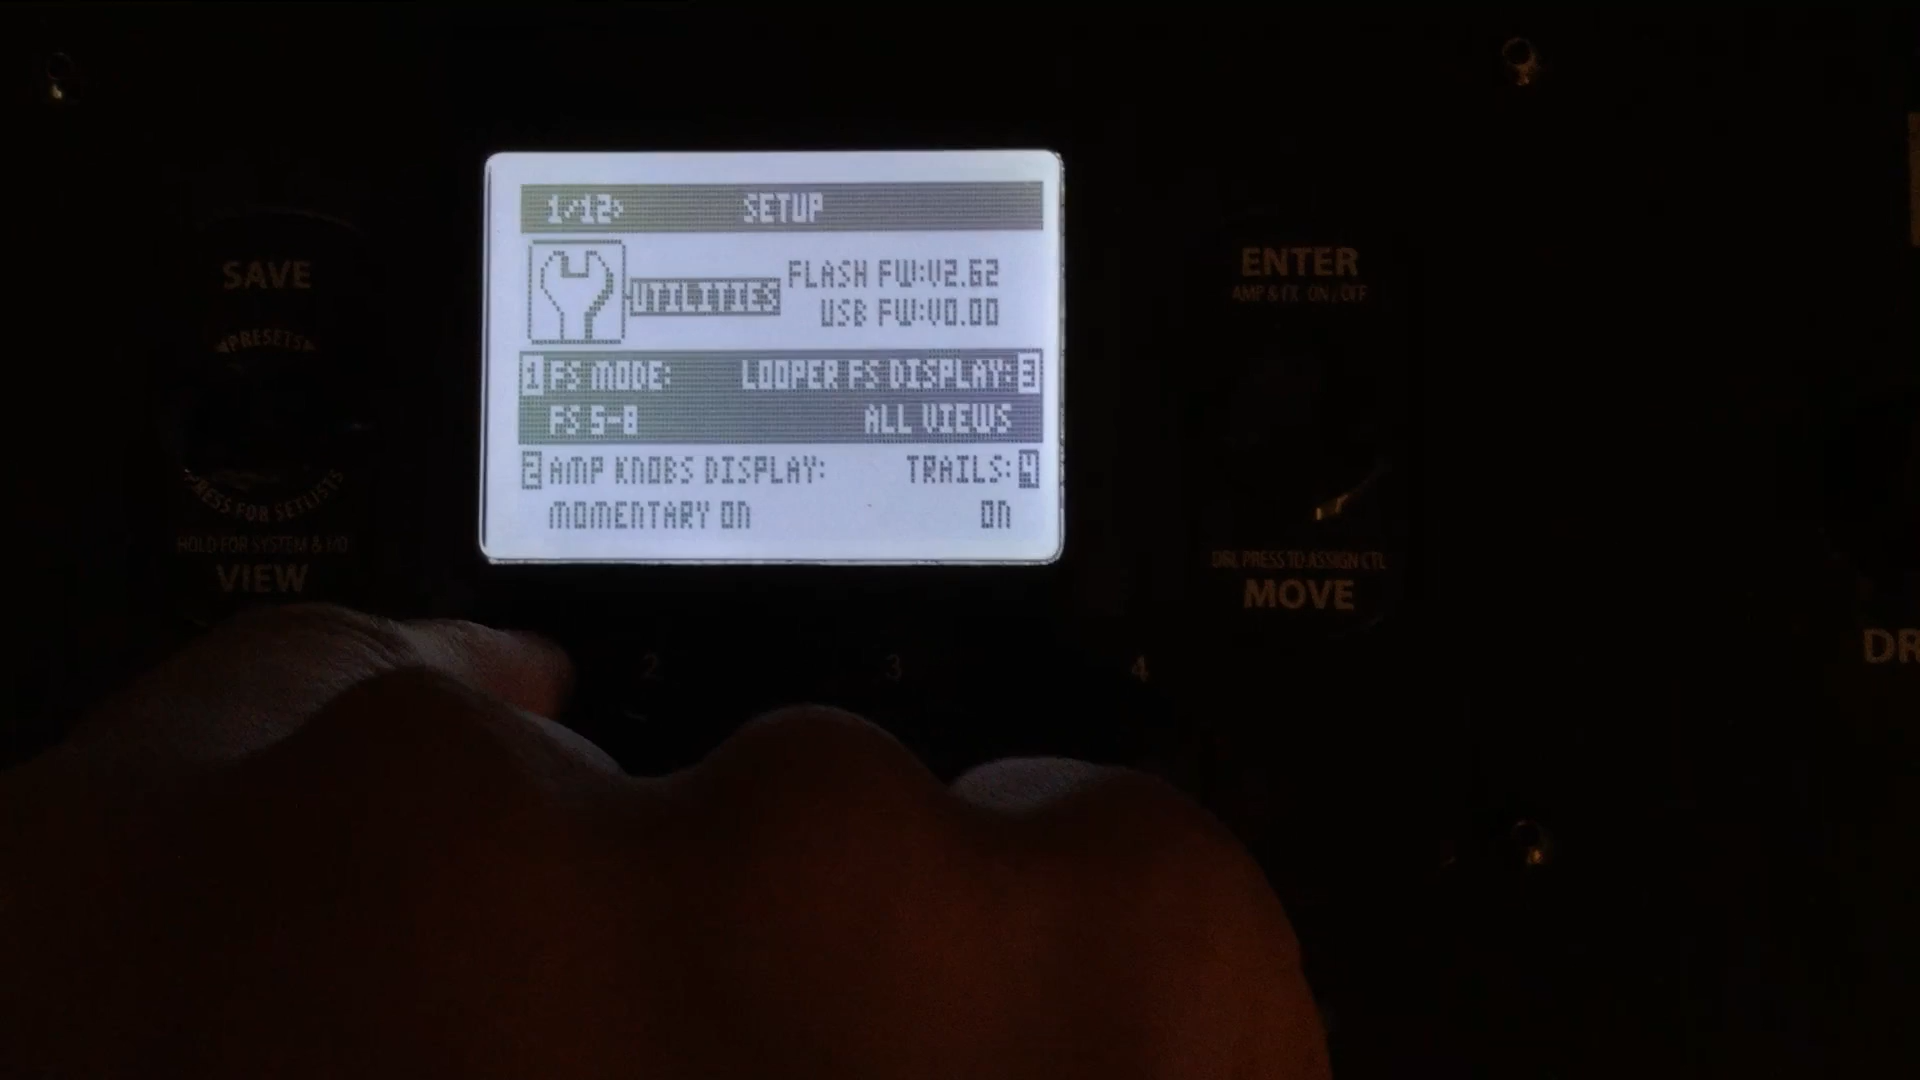 1/12 SETUP
UTILITIES
FLASH FW:V2.62
USB FW:V0.00
1 FS MODE: LOOPER FS DISPLAY: 3
FS 5-8 ALL VIEWS
2 AMP KNOBS DISPLAY: TRAILS: 4
MOMENTARY ON ON
SAVE
PRESETS
PRESS FOR SETLISTS
HOLD FOR SYSTEM & I/O
VIEW
ENTER
AMP & FX ON / OFF
DBL PRESS TO ASSIGN CTL
MOVE
2 3 4
DR